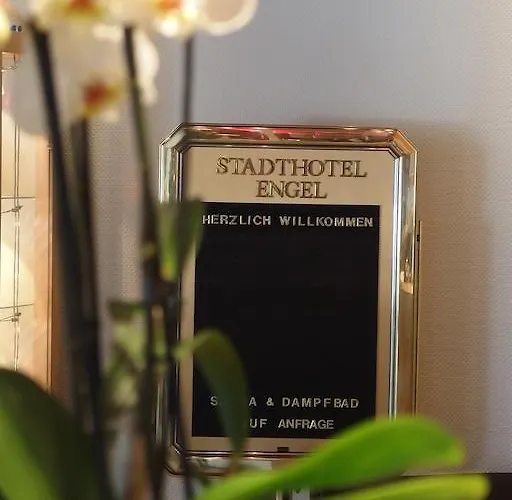 STADTHOTEL
ENGEL
HERZLICH WILLKOMMEN
& DAMPFBAD
ANFRAGE